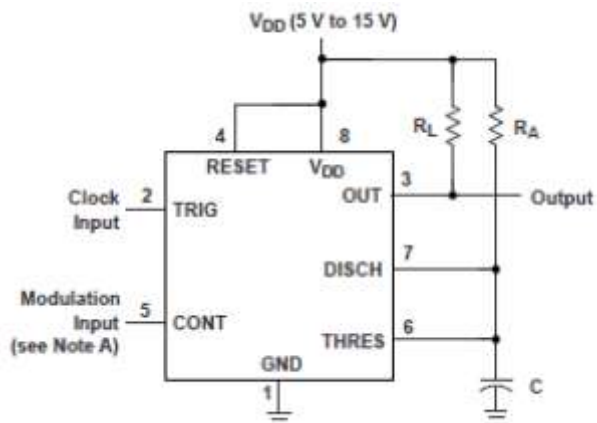 VDD (5 V to 15 V)
4
8
RL
RA
RESET
VDD
3
Clock
Input
2
TRIG
OUT
Output
7
DISCH
Modulation
Input
(see Note A)
5
CONT
6
THRES
GND
1
C